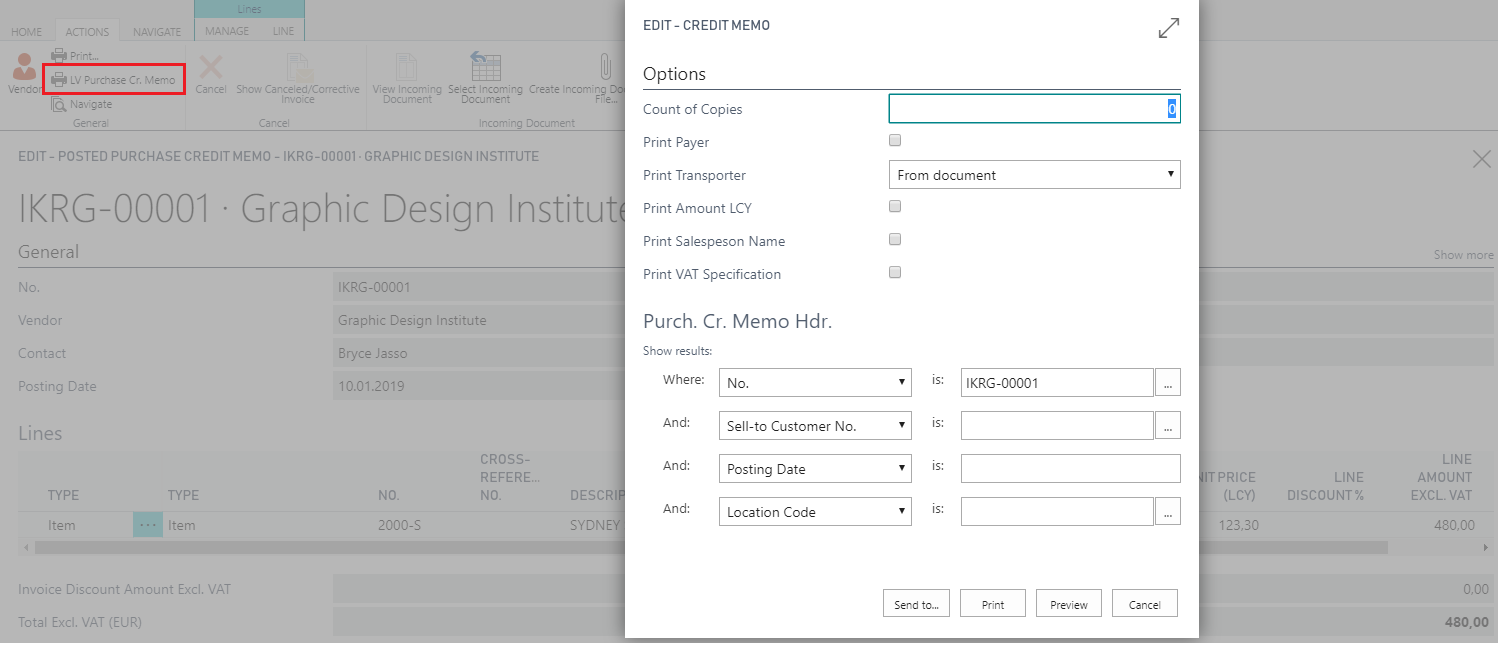 Lines
HOME ACTIONS NAVIGATE MANAGE LINE
Vendor
Print...
LV Purchase Cr. Memo
Navigate
General
Cancel
Show Canceled/Corrective
Invoice
Cancel
View Incoming
Document
Select Incoming
Document
Create Incoming Do
File...
Incoming Document
EDIT - POSTED PURCHASE CREDIT MEMO - IKRG-00001 · GRAPHIC DESIGN INSTITUTE
IKRG-00001 · Graphic Design Institute
General
Show more
No. IKRG-00001
Vendor Graphic Design Institute
Contact Bryce Jasso
Posting Date 10.01.2019
Lines
TYPE
TYPE
NO.
CROSS-
REFERE...
NO.
DESCRIP
NIT PRICE
(LCY)
LINE
DISCOUNT %
LINE
AMOUNT
EXCL. VAT
Item ... Item 2000-S SYDNEY 123,30 480,00
Invoice Discount Amount Excl. VAT 0,00
Total Excl. VAT (EUR) 480,00
EDIT - CREDIT MEMO
Options
Count of Copies 0
Print Payer
Print Transporter From document
Print Amount LCY
Print Salespeson Name
Print VAT Specification
Purch. Cr. Memo Hdr.
Show results:
Where: No. is: IKRG-00001 ...
And: Sell-to Customer No. is: ...
And: Posting Date is:
And: Location Code is: ...
Send to... Print Preview Cancel